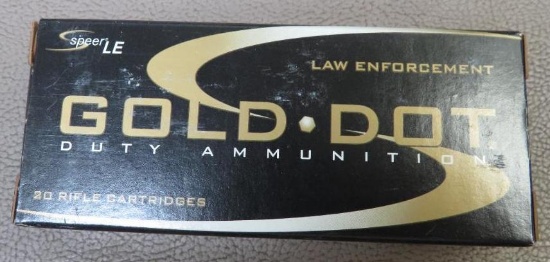 speer LE
LAW ENFORCEMENT
GOLD DOT
DUTY AMMUNITION
20 RIFLE CARTRIDGES